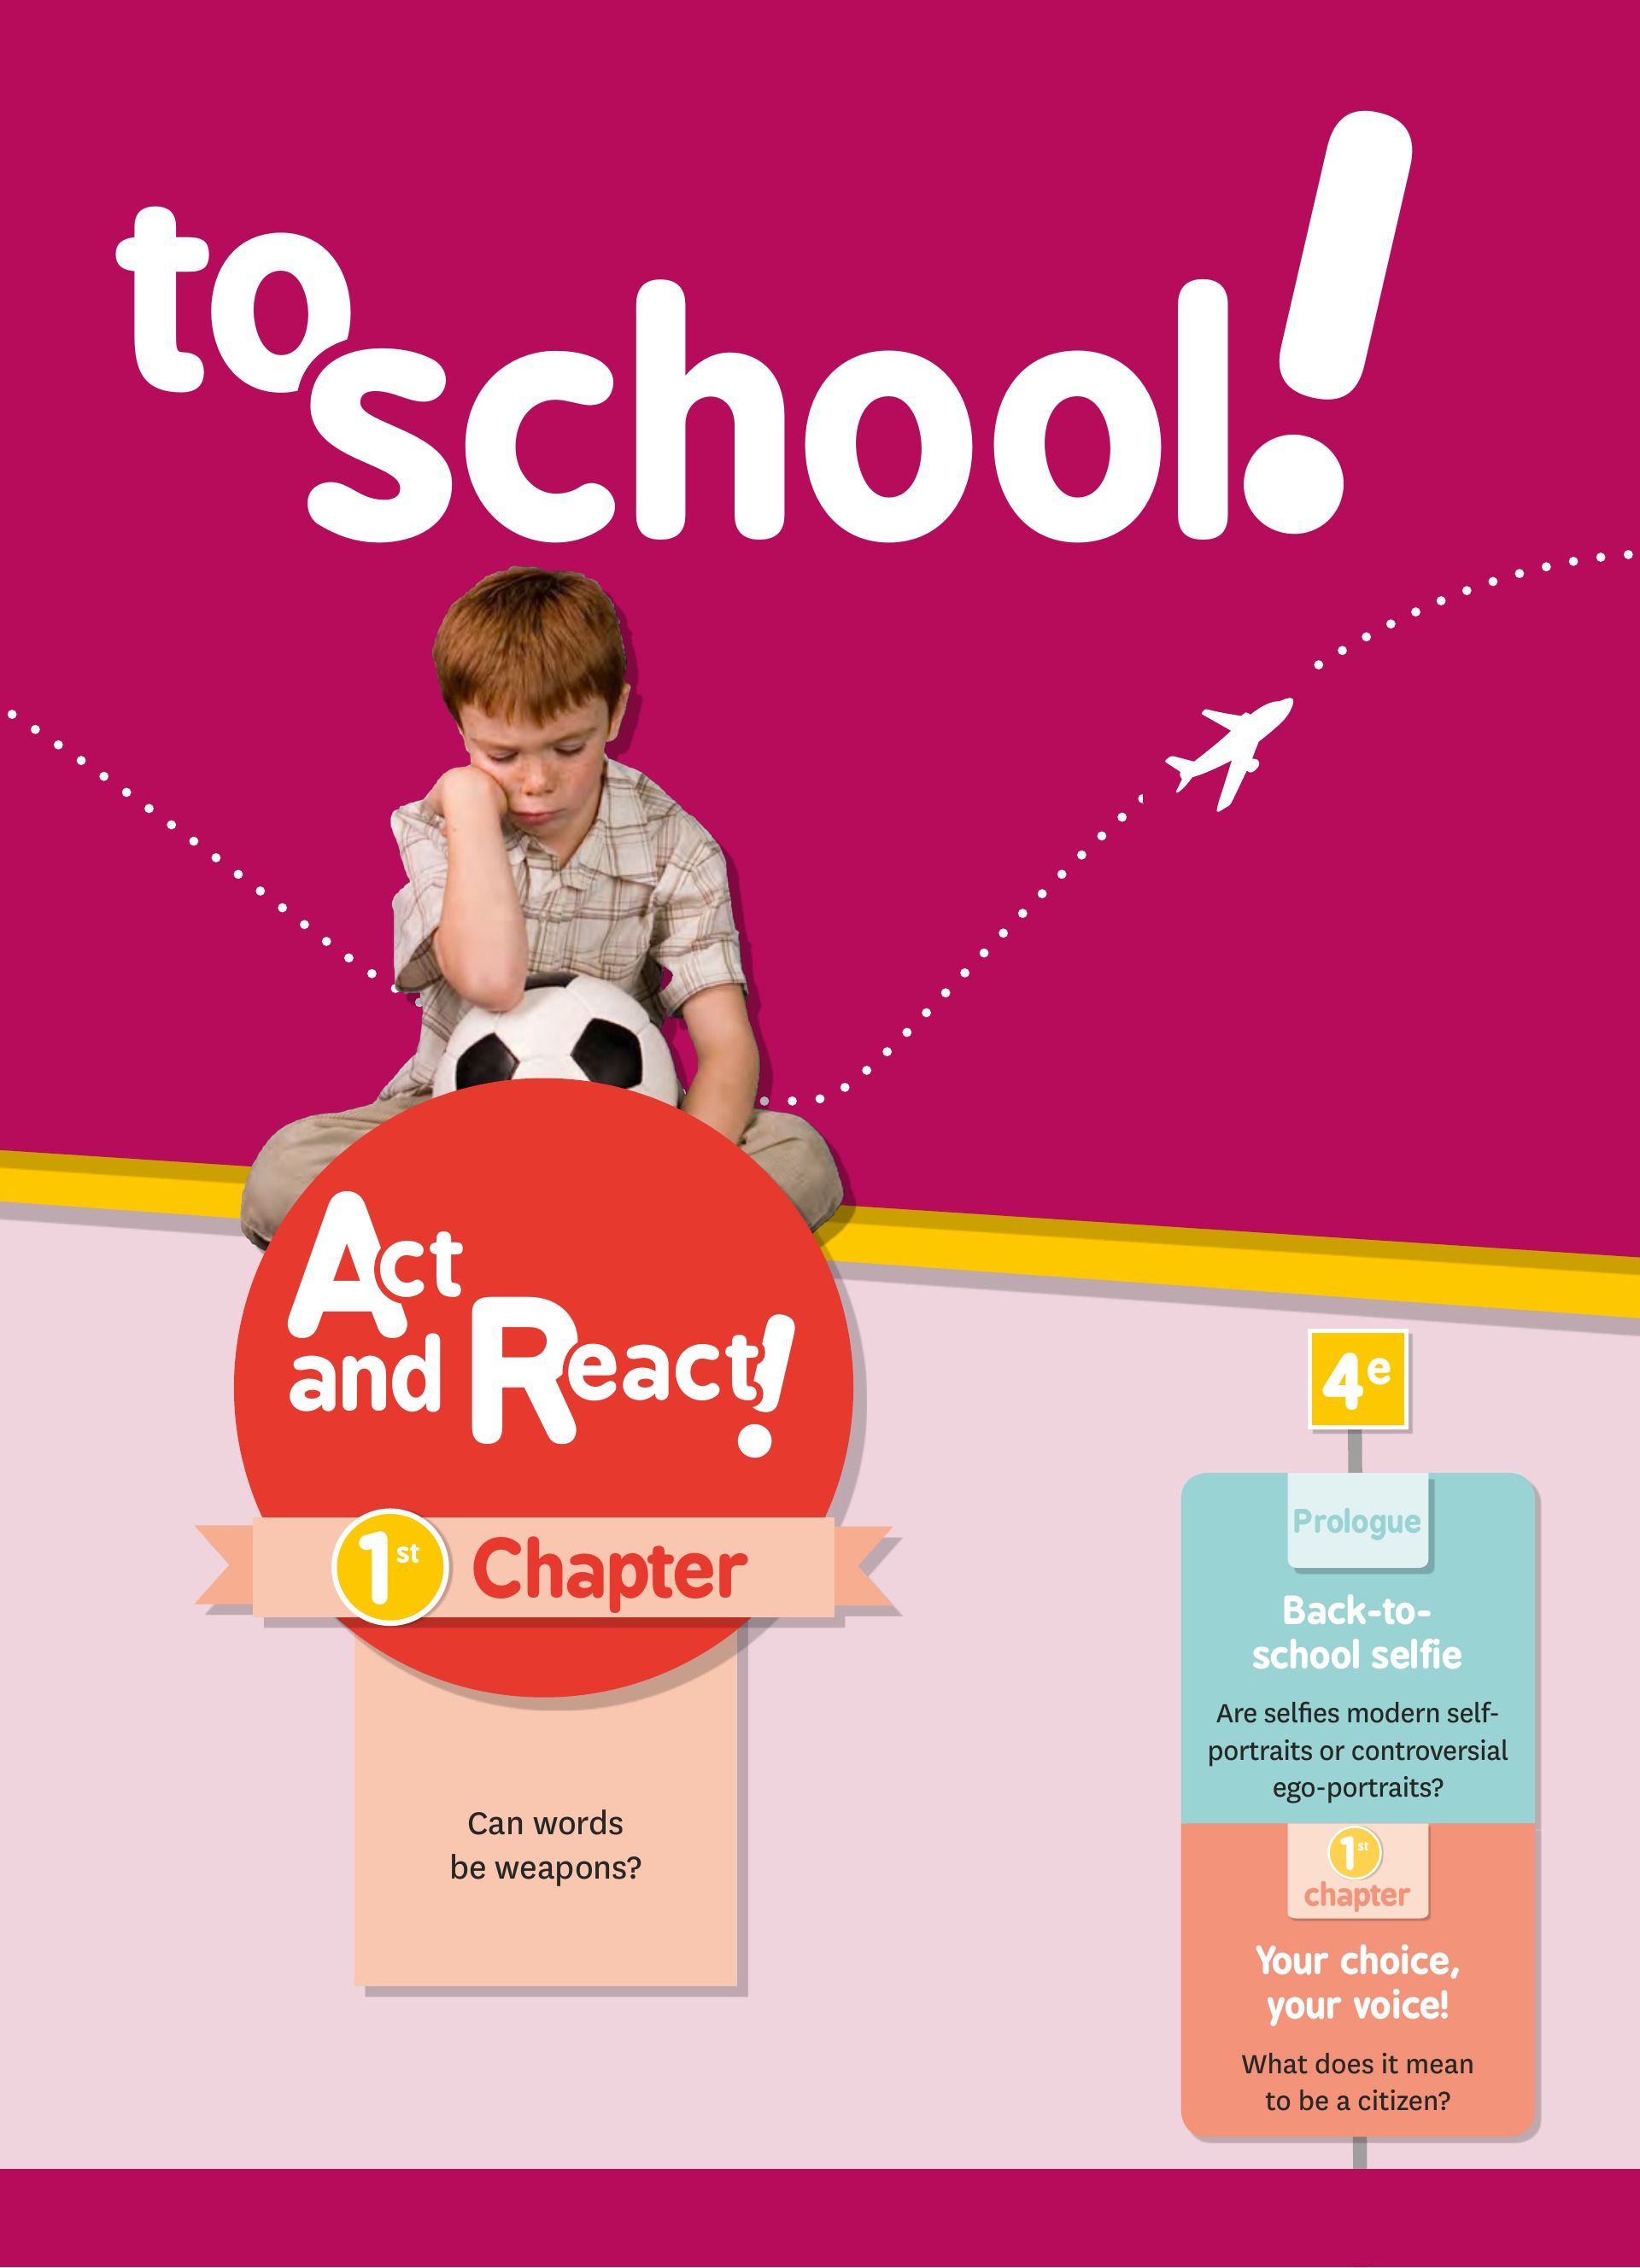 to
school!
Act
and React!
1st Chapter
Can words
be weapons?
4e
Prologue
Back-to-
school selfie
Are selfies modern self-
portraits or controversial
ego-portraits?
1st
chapter
Your choice,
your voice!
What does it mean
to be a citizen?